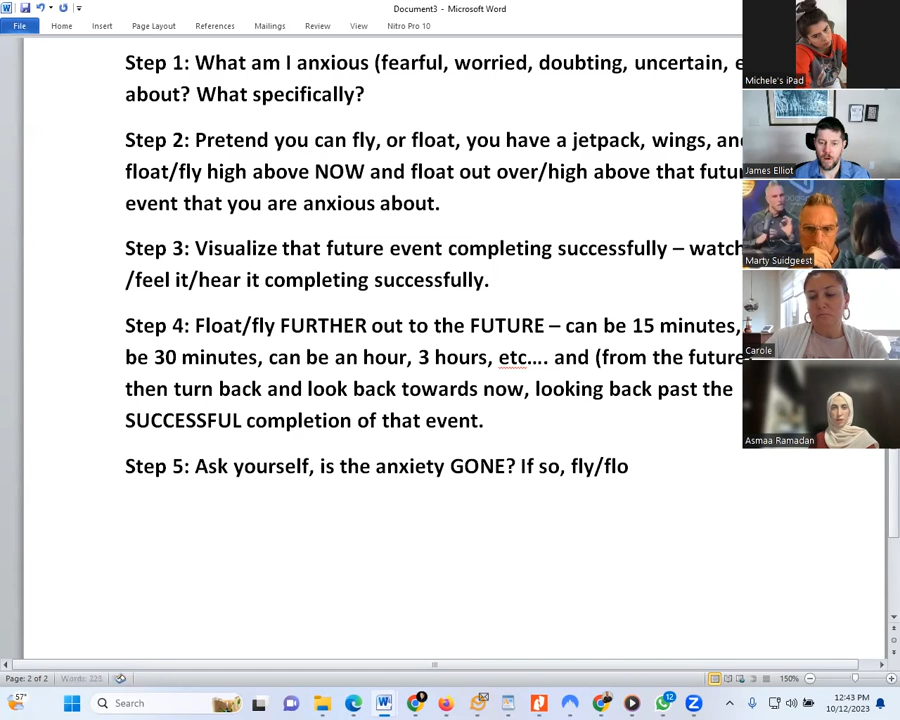 Document3 - Microsoft Word
File Home Insert Page Layout References Mailings Review View Nitro Pro 10
Step 1: What am I anxious (fearful, worried, doubting, uncertain, e
about? What specifically?
Step 2: Pretend you can fly, or float, you have a jetpack, wings, and
float/fly high above NOW and float out over/high above that futur
event that you are anxious about.
Step 3: Visualize that future event completing successfully – watch
/feel it/hear it completing successfully.
Step 4: Float/fly FURTHER out to the FUTURE – can be 15 minutes,
be 30 minutes, can be an hour, 3 hours, etc.... and (from the future
then turn back and look back towards now, looking back past the
SUCCESSFUL completion of that event.
Step 5: Ask yourself, is the anxiety GONE? If so, fly/flo
Michele's iPad
James Elliot
Marty Suidgeest
Carole
Asmaa Ramadan
Page: 2 of 2 Words: 223 150%
57°
Search
12
12:43 PM
10/12/2023